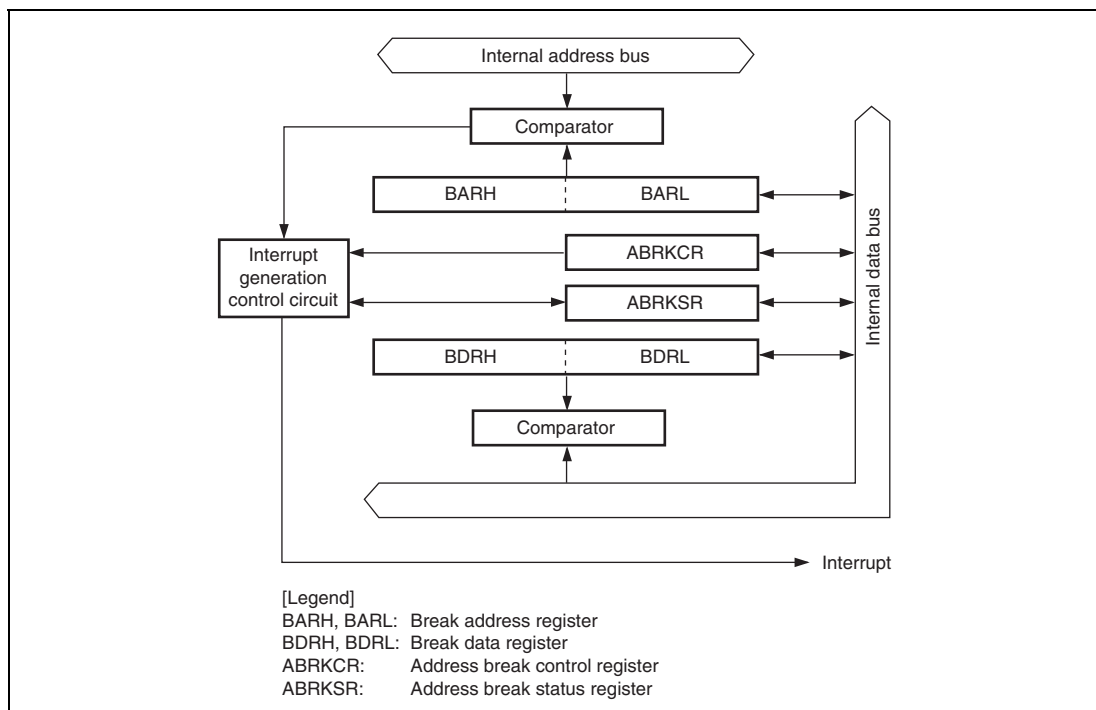 Internal address bus
Comparator
BARH BARL
Interrupt
generation
control circuit
ABRKCR
ABRKSR
Internal data bus
BDRH BDRL
Comparator
Interrupt
[Legend]
BARH, BARL: Break address register
BDRH, BDRL: Break data register
ABRKCR: Address break control register
ABRKSR: Address break status register